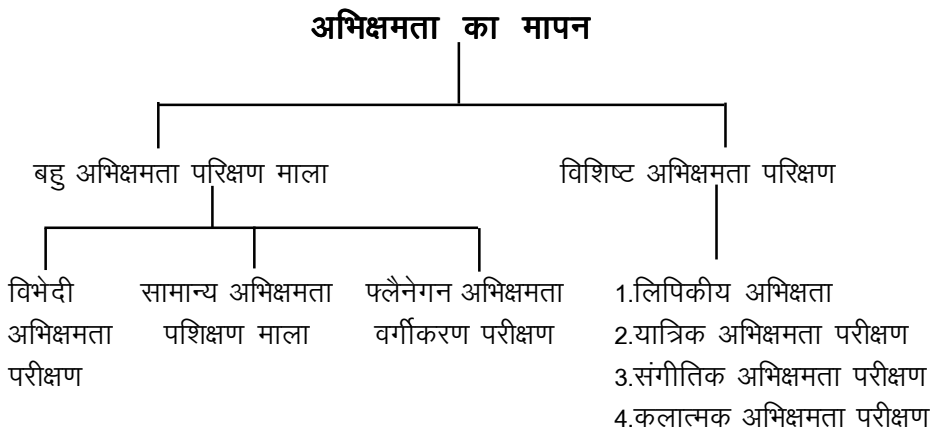 अभिक्षमता का मापन
बहु अभिक्षमता परिक्षण माला
विशिष्ट अभिक्षमता परिक्षण
विभेदी
अभिक्षमता
परीक्षण
सामान्य अभिक्षमता
पशिक्षण माला
फ्लैनेगन अभिक्षमता
वर्गीकरण परीक्षण
1.लिपिकीय अभिक्षता
2.यात्रिक अभिक्षमता परीक्षण
3.संगीतिक अभिक्षमता परीक्षण
4.कलात्मक अभिक्षमता परीक्षण